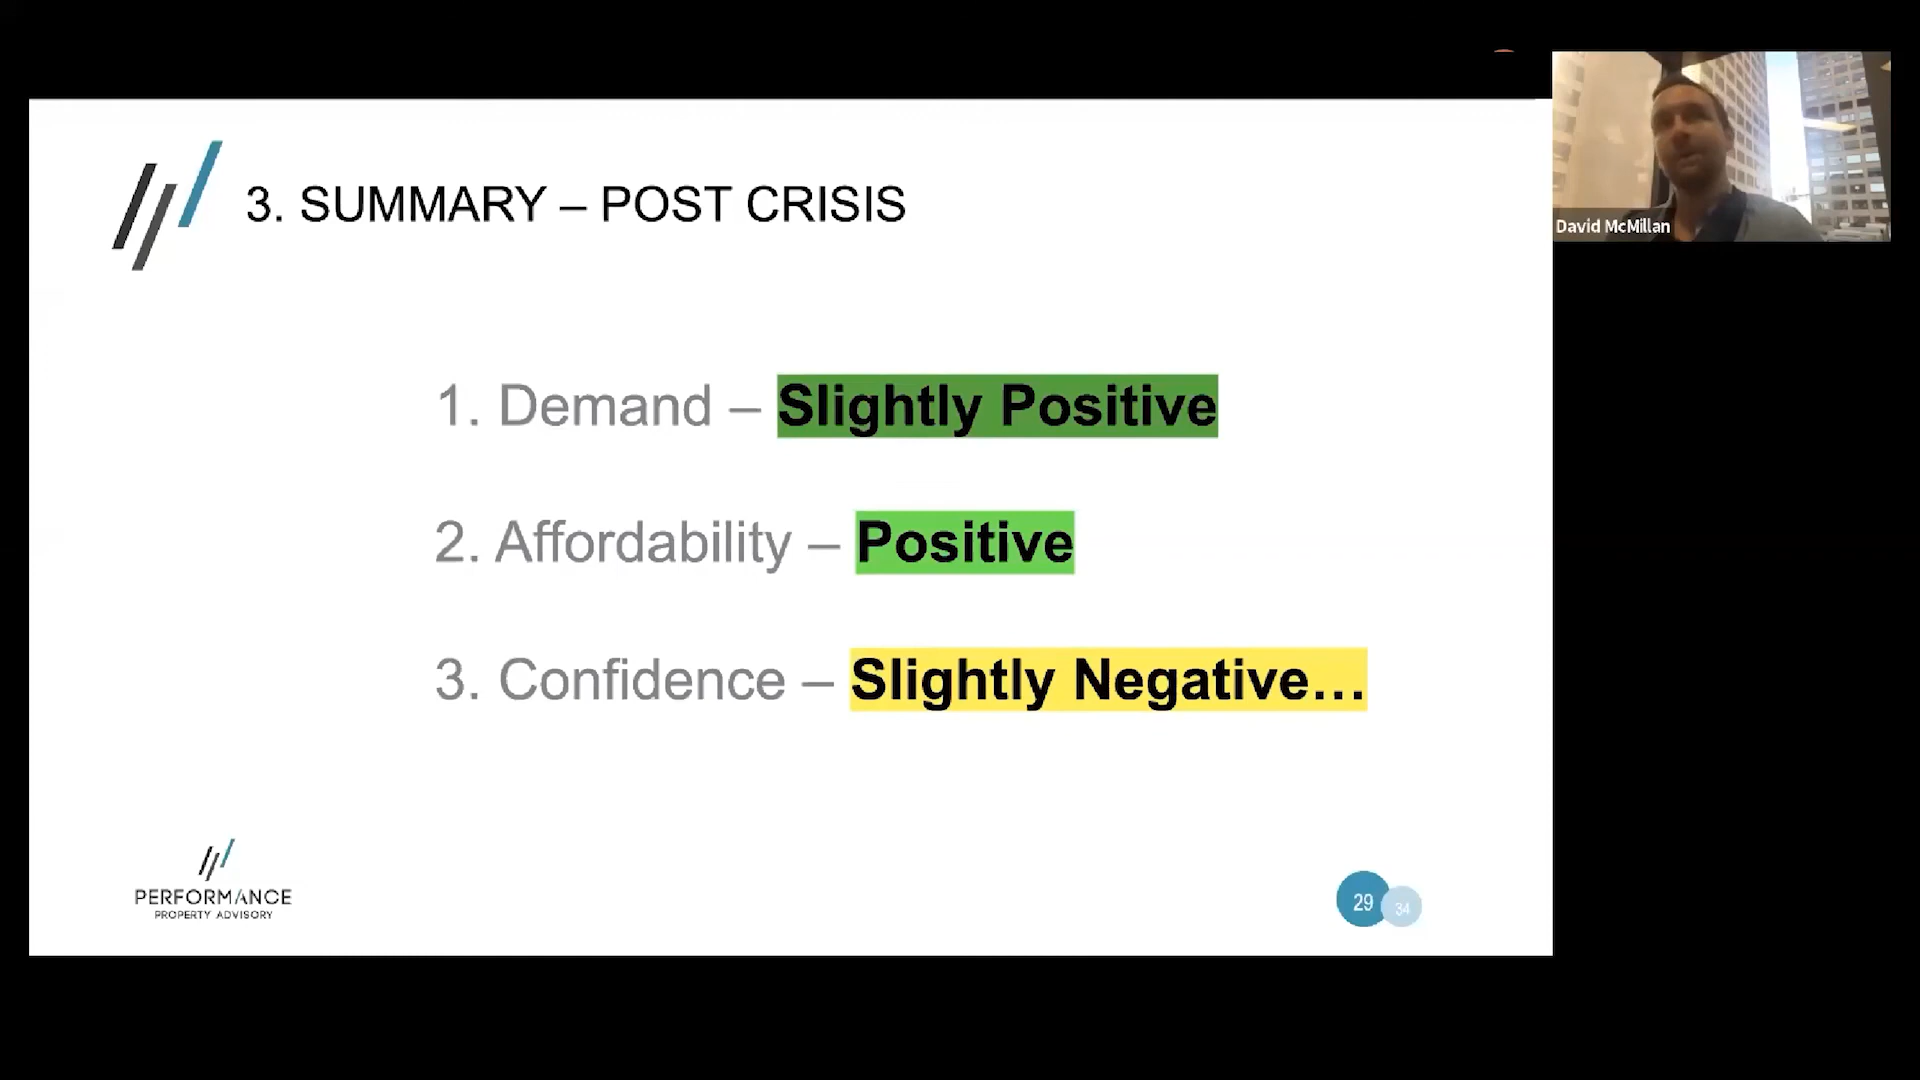 David McMillan
3. SUMMARY – POST CRISIS
1. Demand – Slightly Positive
2. Affordability – Positive
3. Confidence – Slightly Negative…
PERFORMANCE
PROPERTY ADVISORY
29
34